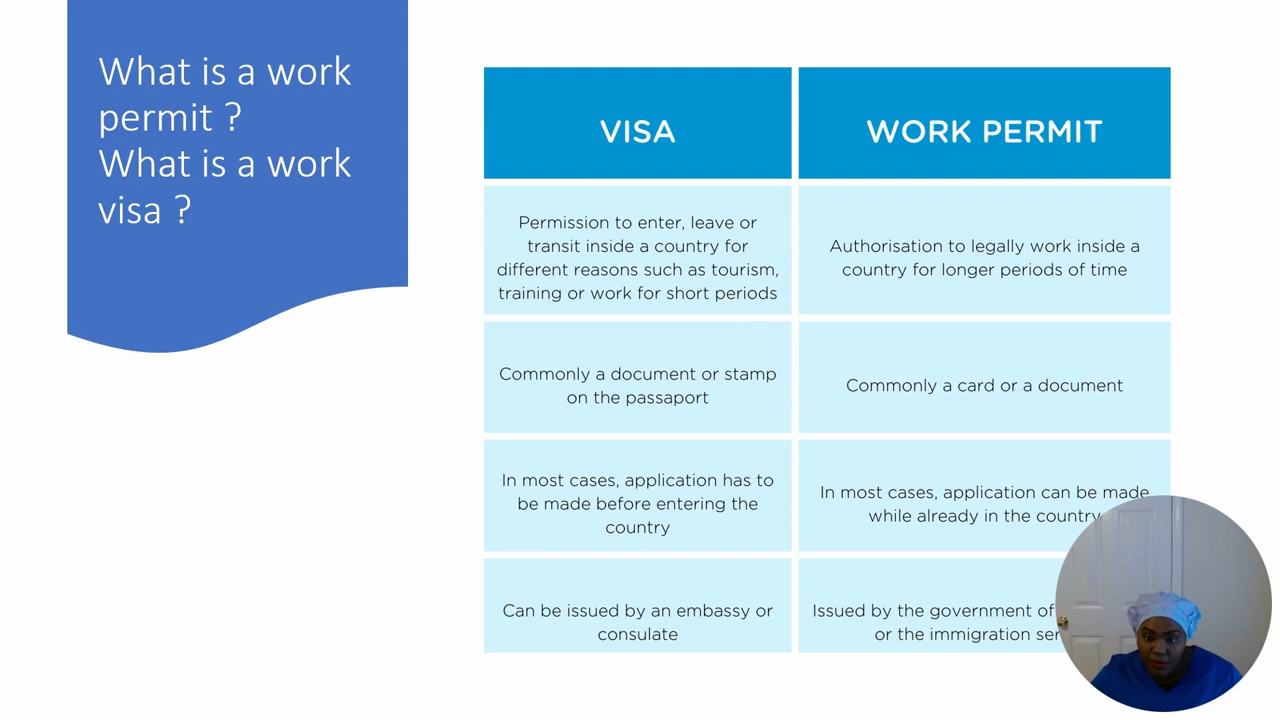 What is a work
permit ?
What is a work
visa ?
VISA
WORK PERMIT
Permission to enter, leave or
transit inside a country for
different reasons such as tourism,
training or work for short periods
Authorisation to legally work inside a
country for longer periods of time
Commonly a document or stamp
on the passaport
Commonly a card or a document
In most cases, application has to
be made before entering the
country
In most cases, application can be made
while already in the country
Can be issued by an embassy or
consulate
Issued by the government of
or the immigration